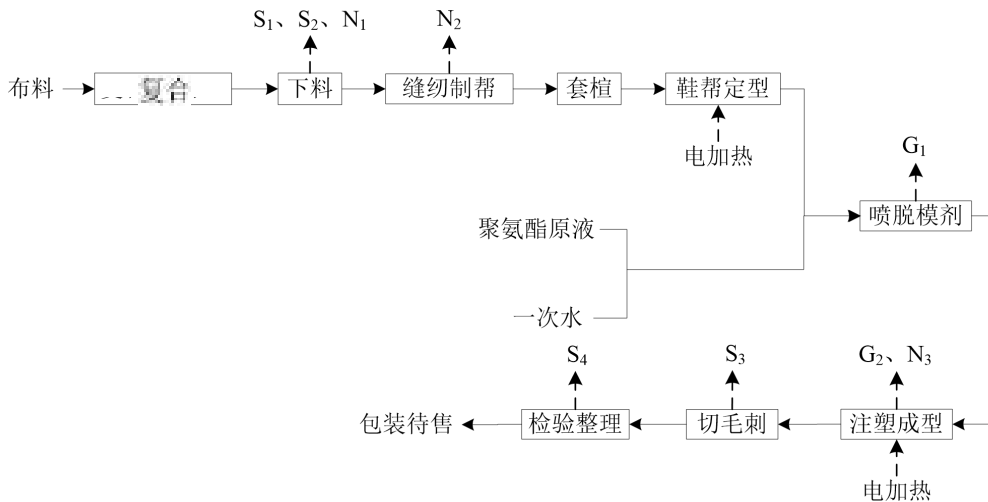 S₁、S₂、N₁
N₂
布料
复合
下料
缝纫制帮
套楦
鞋帮定型
电加热
G₁
喷脱模剂
聚氨酯原液
一次水
S₄
S₃
G₂、N₃
包装待售
检验整理
切毛刺
注塑成型
电加热